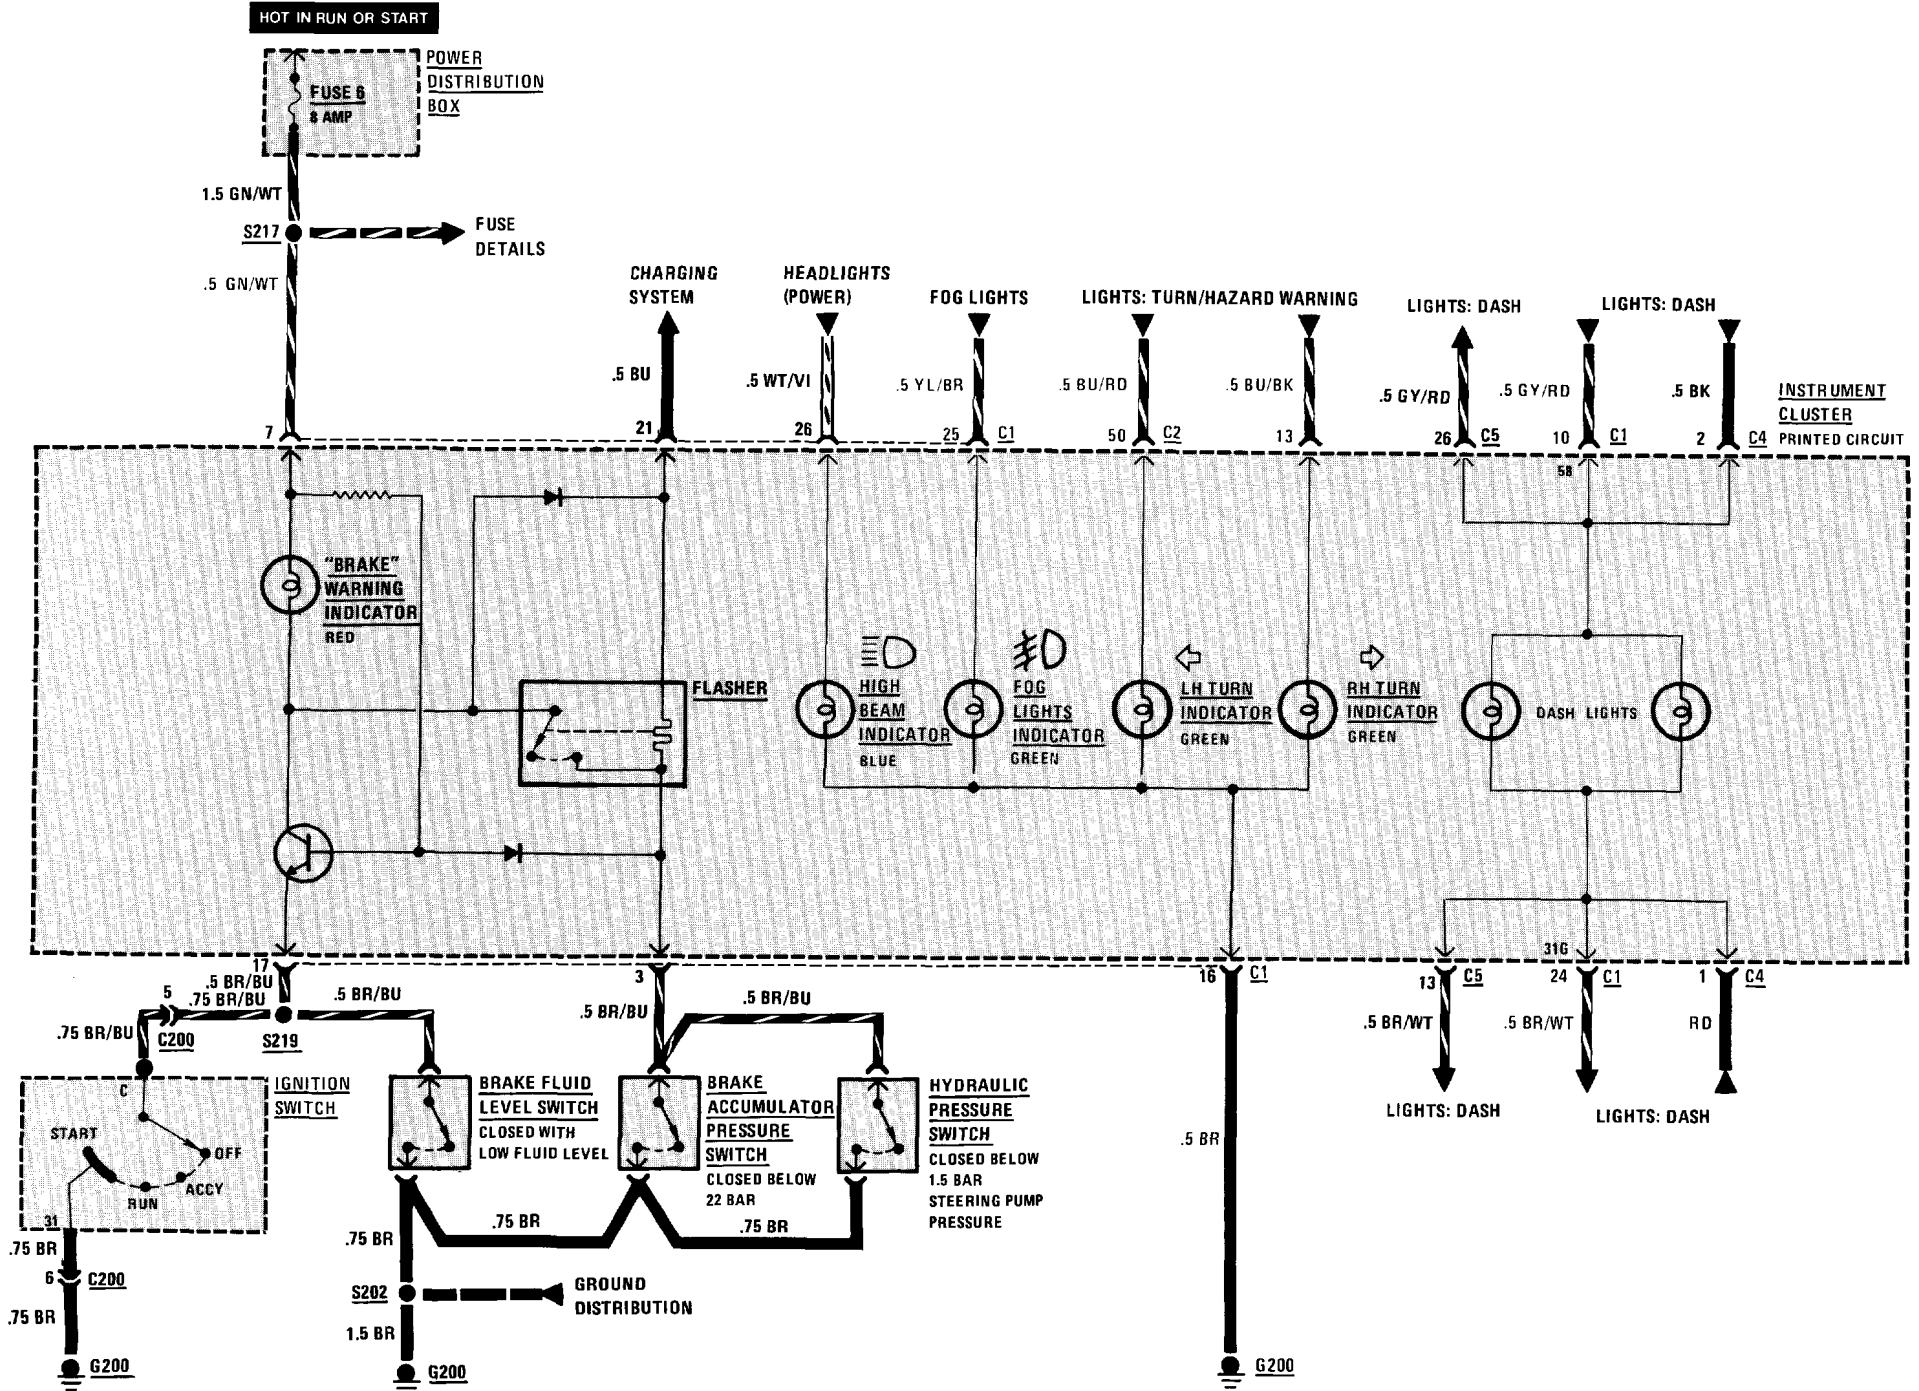 HOT IN RUN OR START
POWER
DISTRIBUTION
BOX
FUSE 6
8 AMP
1.5 GN/WT
S217
FUSE
DETAILS
.5 GN/WT
CHARGING
SYSTEM
HEADLIGHTS
(POWER)
FOG LIGHTS
LIGHTS: TURN/HAZARD WARNING
LIGHTS: DASH
LIGHTS: DASH
.5 BU
.5 WT/VI
.5 YL/BR
.5 BU/RD
.5 BU/BK
.5 GY/RD
.5 GY/RD
.5 BK
INSTRUMENT
CLUSTER
PRINTED CIRCUIT
7
21
26
25
C1
50
C2
13
26
C5
10
C1
2
C4
58
"BRAKE"
WARNING
INDICATOR
RED
FLASHER
HIGH
BEAM
INDICATOR
BLUE
FOG
LIGHTS
INDICATOR
GREEN
LH TURN
INDICATOR
GREEN
RH TURN
INDICATOR
GREEN
DASH LIGHTS
31G
17
3
16
C1
13
C5
24
C1
1
C4
.5 BR/BU
.75 BR/BU
5
.5 BR/BU
.75 BR/BU
C200
S219
.5 BR/BU
.5 BR/BU
.5 BR/WT
.5 BR/WT
RD
LIGHTS: DASH
LIGHTS: DASH
C
IGNITION
SWITCH
START
OFF
ACCY
RUN
31
BRAKE FLUID
LEVEL SWITCH
CLOSED WITH
LOW FLUID LEVEL
BRAKE
ACCUMULATOR
PRESSURE
SWITCH
CLOSED BELOW
22 BAR
HYDRAULIC
PRESSURE
SWITCH
CLOSED BELOW
1.5 BAR
STEERING PUMP
PRESSURE
.5 BR
.75 BR
6
C200
.75 BR
G200
.75 BR
.75 BR
.75 BR
S202
GROUND
DISTRIBUTION
1.5 BR
G200
G200